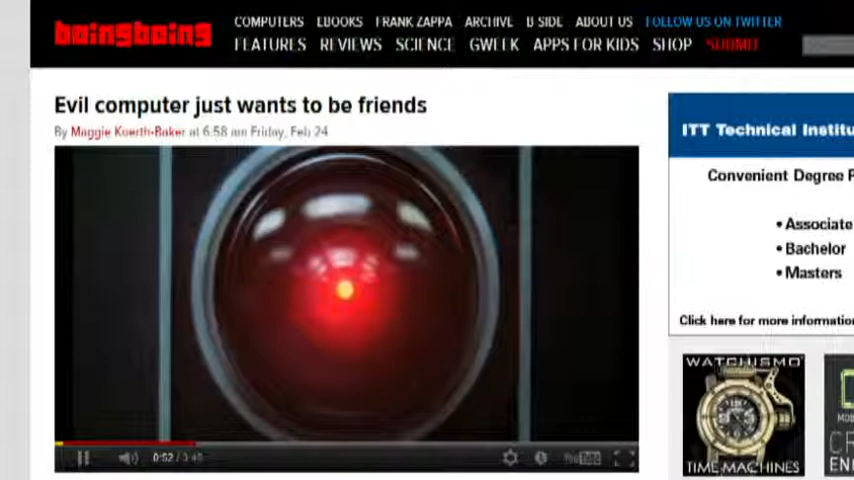 boingboing
COMPUTERS EBOOKS FRANK ZAPPA ARCHIVE B SIDE ABOUT US FOLLOW US ON TWITTER
FEATURES REVIEWS SCIENCE GWEEK APPS FOR KIDS SHOP SUBMIT
Evil computer just wants to be friends
By Maggie Koerth-Baker at 6:58 am Friday, Feb 24
0:52 / 3:48
YouTube
ITT Technical Institu
Convenient Degree P
• Associate
• Bachelor
• Masters
Click here for more informatio
WATCHISMO
TIME MACHINES